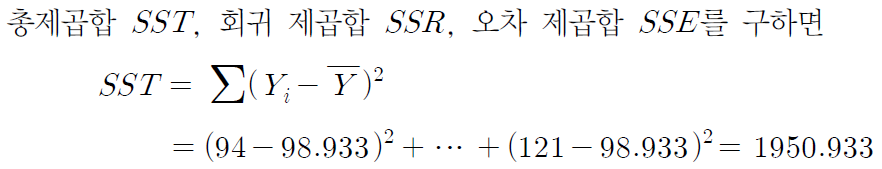 총제곱합 SST, 회귀 제곱합 SSR, 오차 제곱합 SSE를 구하면
SST = ∑(Yᵢ − Y̅)²
= (94 − 98.933)² + ⋯ + (121 − 98.933)² = 1950.933